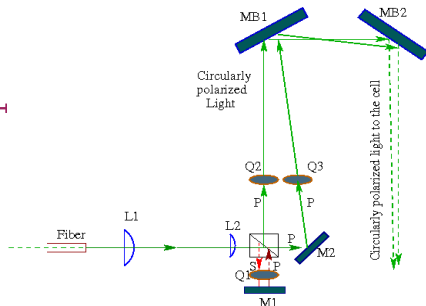 MB1
MB2
Circularly
polarized
Light
Q2
Q3
P
P
Circularly polarized light to the cell
Fiber
L1
L2
P
M2
S
P
Q1
M1